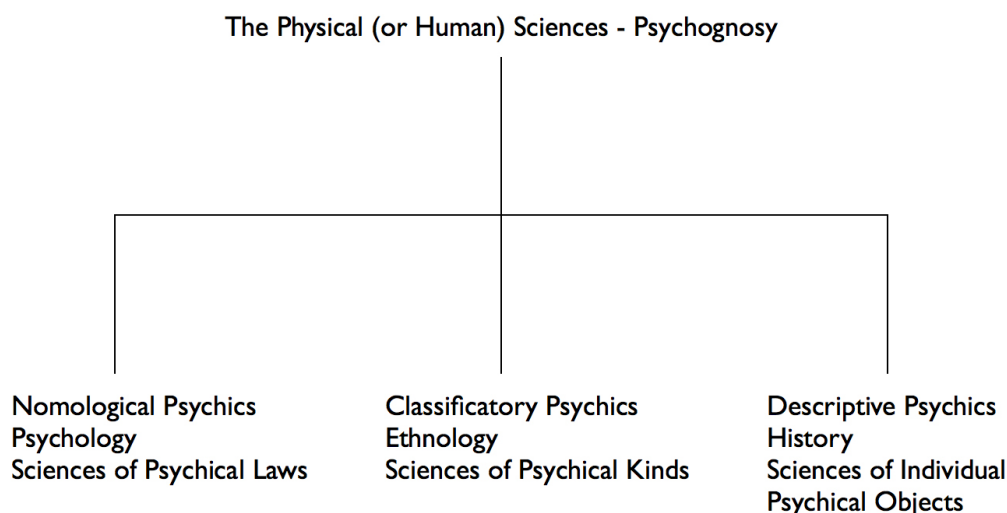 The Physical (or Human) Sciences - Psychognosy
Nomological Psychics
Psychology
Sciences of Psychical Laws
Classificatory Psychics
Ethnology
Sciences of Psychical Kinds
Descriptive Psychics
History
Sciences of Individual
Psychical Objects